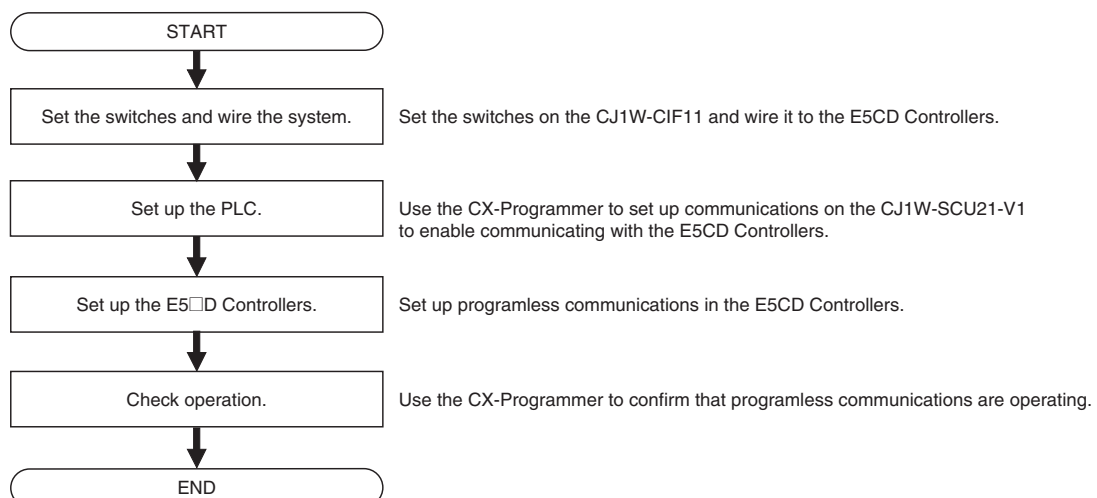 START
Set the switches and wire the system.
Set the switches on the CJ1W-CIF11 and wire it to the E5CD Controllers.
Set up the PLC.
Use the CX-Programmer to set up communications on the CJ1W-SCU21-V1
to enable communicating with the E5CD Controllers.
Set up the E5□D Controllers.
Set up programless communications in the E5CD Controllers.
Check operation.
Use the CX-Programmer to confirm that programless communications are operating.
END